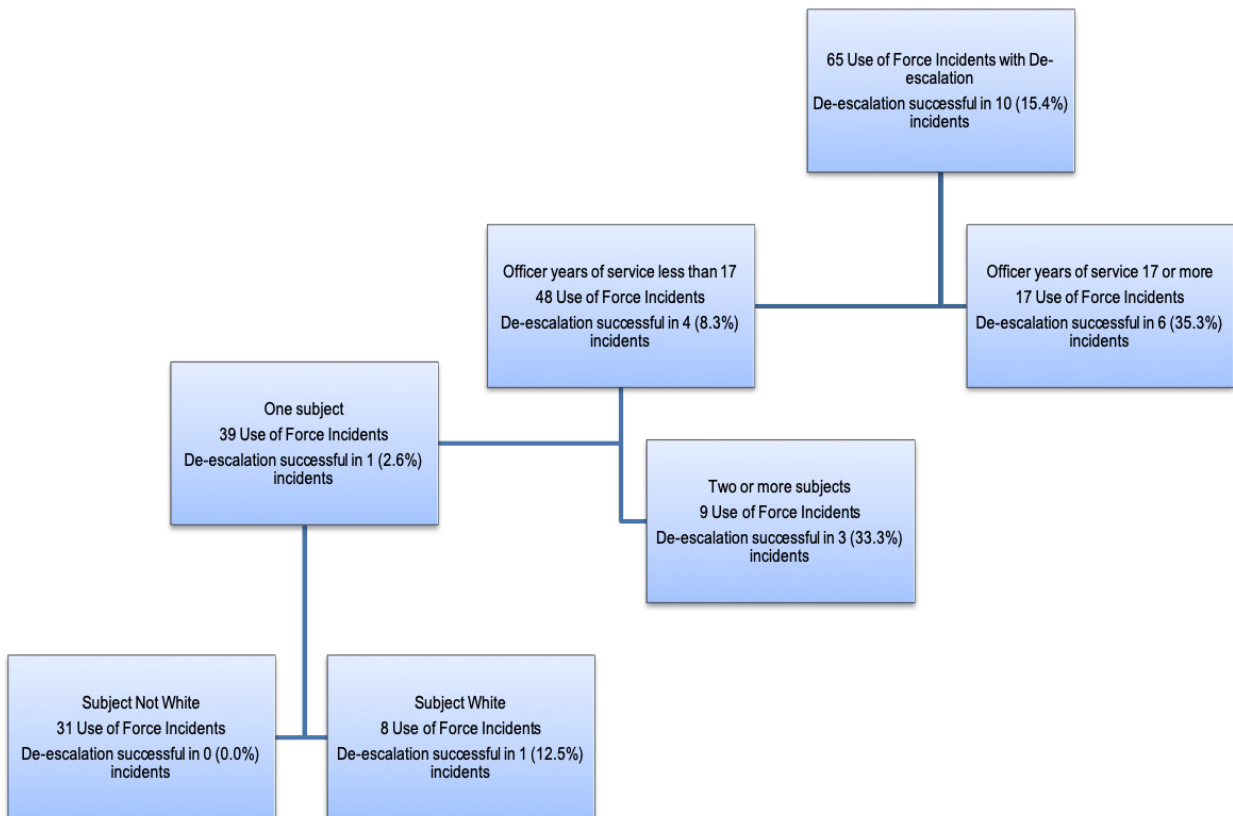 65 Use of Force Incidents with De-
escalation
De-escalation successful in 10 (15.4%)
incidents
Officer years of service less than 17
48 Use of Force Incidents
De-escalation successful in 4 (8.3%)
incidents
Officer years of service 17 or more
17 Use of Force Incidents
De-escalation successful in 6 (35.3%)
incidents
One subject
39 Use of Force Incidents
De-escalation successful in 1 (2.6%)
incidents
Two or more subjects
9 Use of Force Incidents
De-escalation successful in 3 (33.3%)
incidents
Subject Not White
31 Use of Force Incidents
De-escalation successful in 0 (0.0%)
incidents
Subject White
8 Use of Force Incidents
De-escalation successful in 1 (12.5%)
incidents